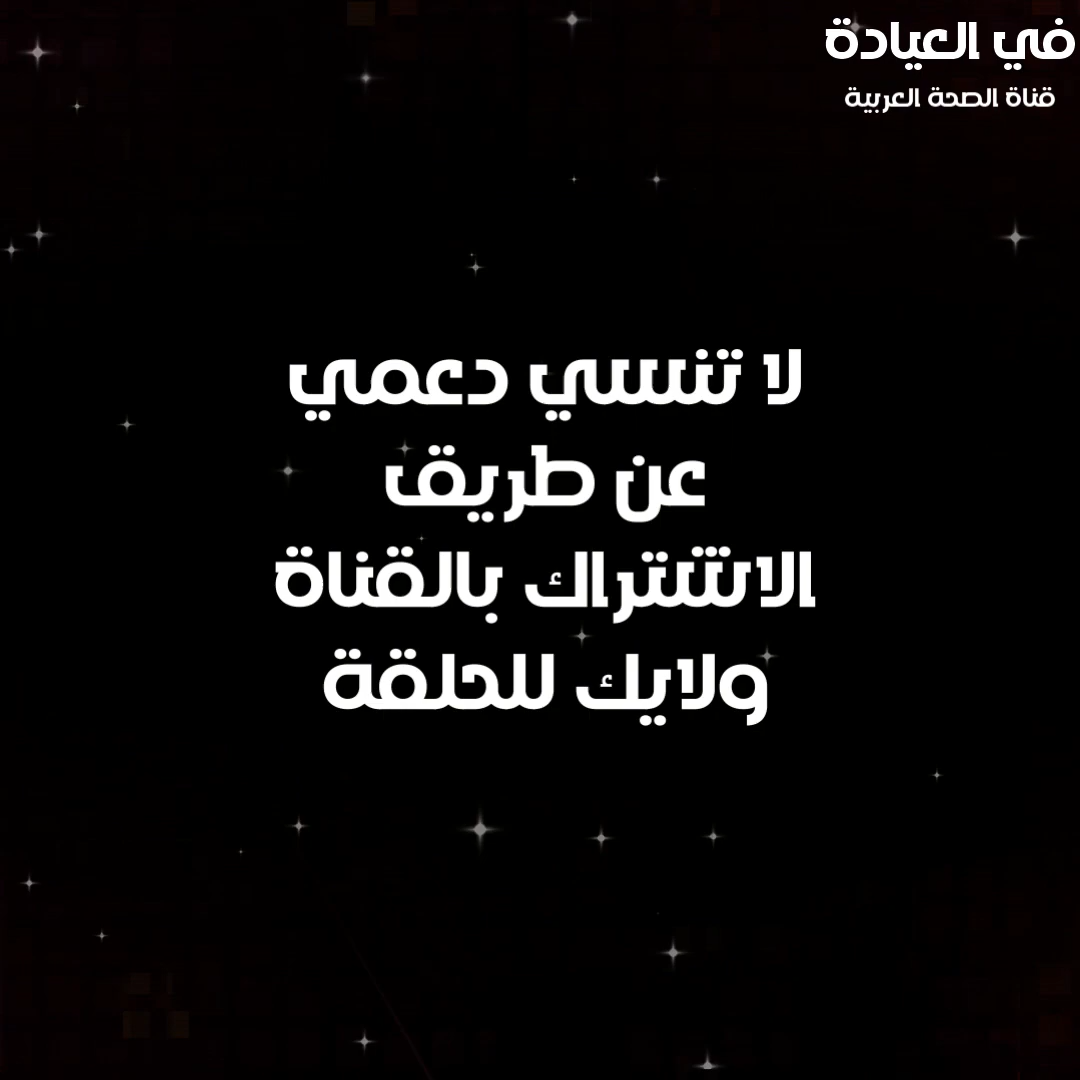 في العيادة
قناة الصحة العربية
لا تنسي دعمي
عن طريق
الاشتراك بالقناة
ولايك للحلقة